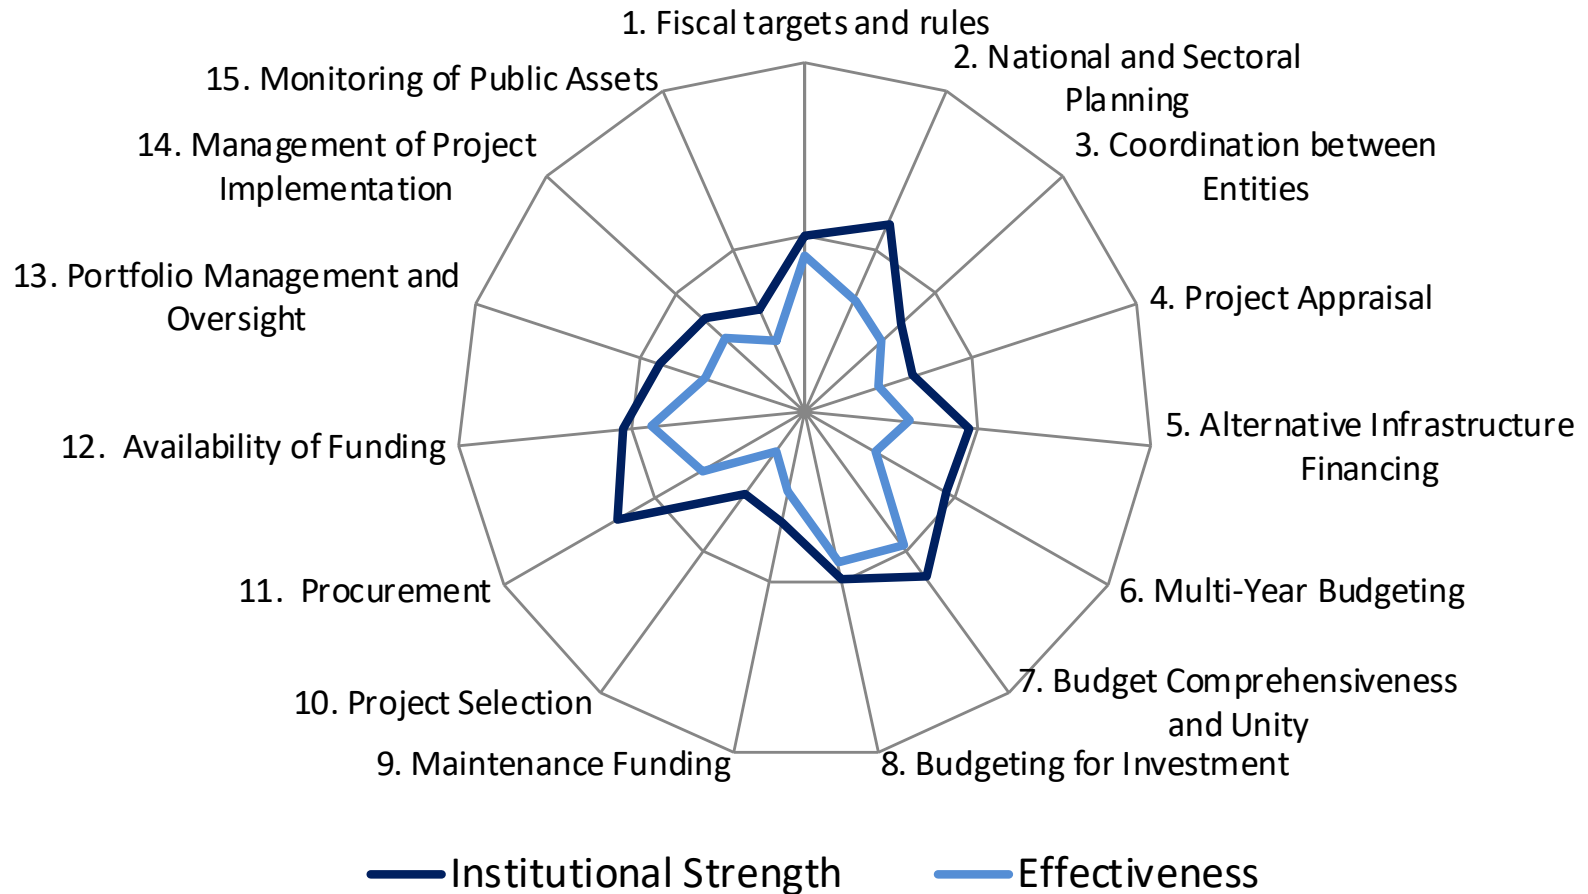 1. Fiscal targets and rules
2. National and Sectoral
Planning
3. Coordination between
Entities
4. Project Appraisal
5. Alternative Infrastructure
Financing
6. Multi-Year Budgeting
7. Budget Comprehensiveness
and Unity
8. Budgeting for Investment
9. Maintenance Funding
10. Project Selection
11. Procurement
12. Availability of Funding
13. Portfolio Management and
Oversight
14. Management of Project
Implementation
15. Monitoring of Public Assets
Institutional Strength
Effectiveness